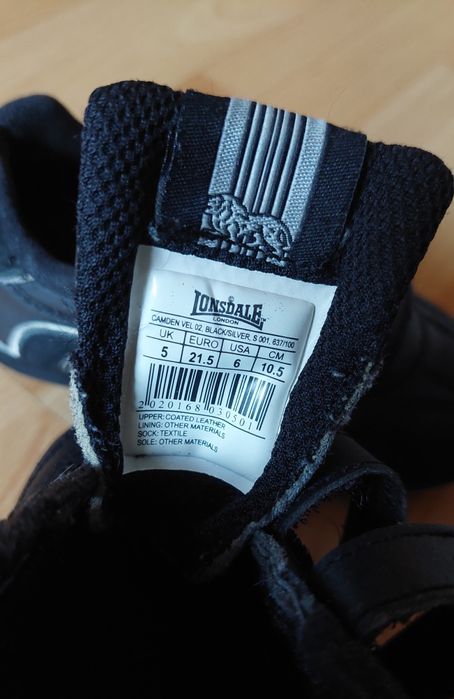 LONSDALE
LONDON
CAMDEN VEL 02, BLACK/SILVER, S 001, 637/100
UK EURO USA CM
5 21.5 6 10.5
2020168030501
UPPER: COATED LEATHER
LINING: OTHER MATERIALS
SOCK: TEXTILE
SOLE: OTHER MATERIALS